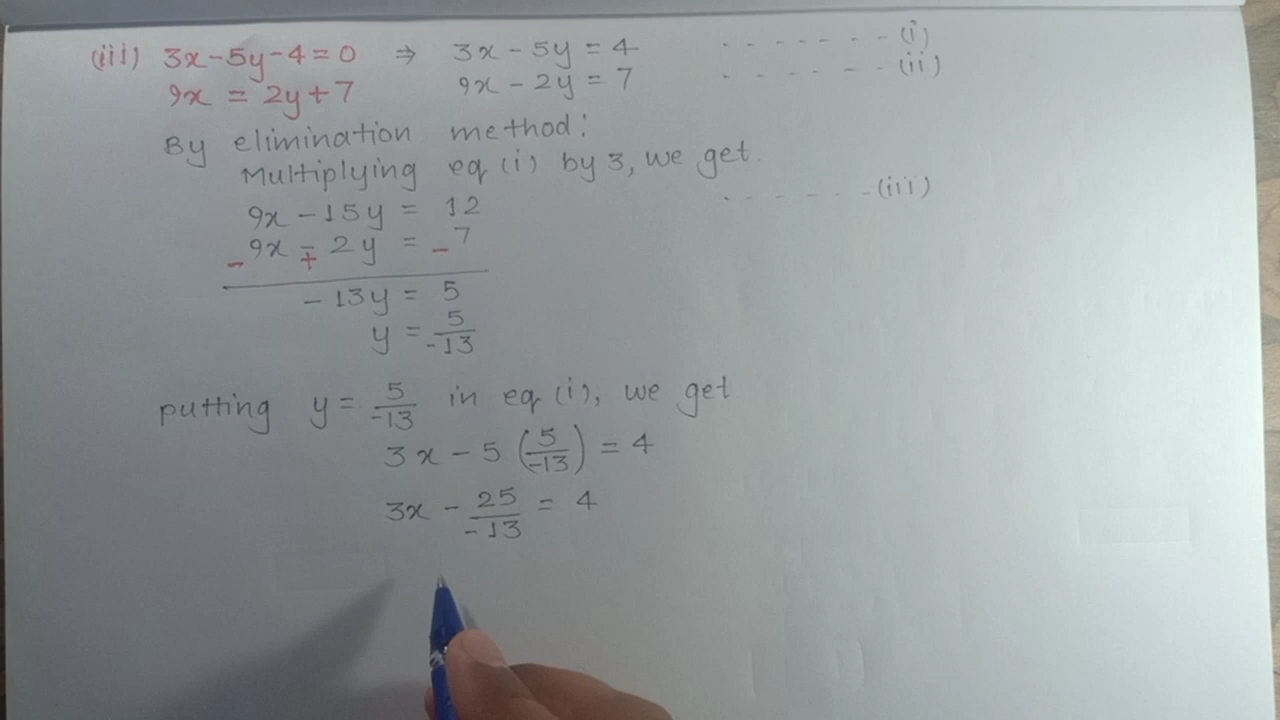 (iii) 3x-5y-4=0 ⇒ 3x-5y=4 .......(i)
9x = 2y+7 9x-2y=7 ......(ii)
By elimination method:
Multiplying eq (i) by 3, we get.
9x-15y = 12 ......(iii)
9x - 2y = 7
- + -
-13y = 5
y = 5/-13
putting y = 5/-13 in eq (i), we get
3x - 5 (5/-13) = 4
3x - 25/-13 = 4